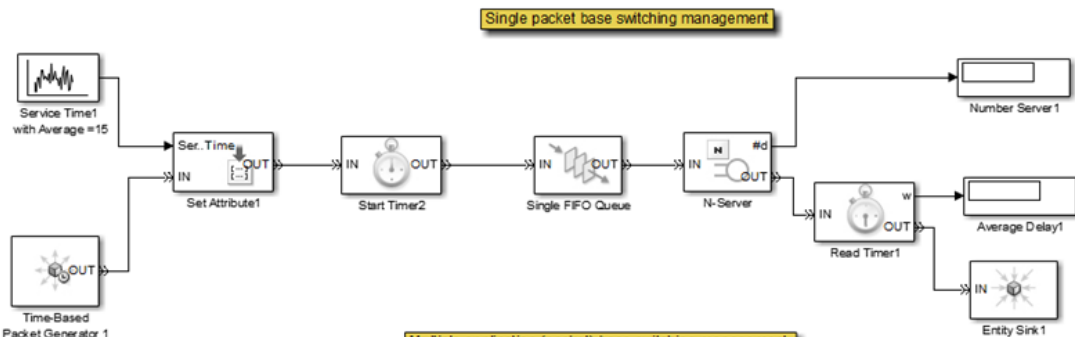 Single packet base switching management
Service Time1
with Average =15
Number Server1
Ser..Time
OUT
IN
Set Attribute1
IN
OUT
Start Timer2
IN
OUT
Single FIFO Queue
N
#d
IN
OUT
N-Server
w
IN
OUT
Read Timer1
Average Delay1
OUT
Time-Based
Packet Generator 1
IN
Entity Sink1